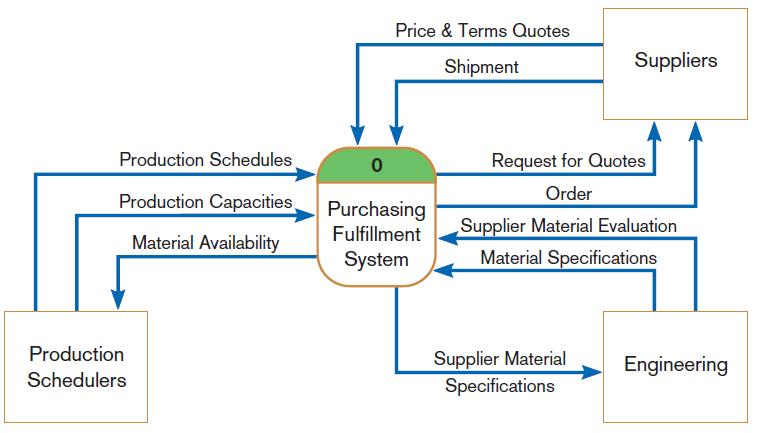 Price & Terms Quotes
Suppliers
Shipment
Production Schedules
0
Request for Quotes
Production Capacities
Order
Purchasing
Fulfillment
System
Supplier Material Evaluation
Material Availability
Material Specifications
Production
Schedulers
Supplier Material
Specifications
Engineering